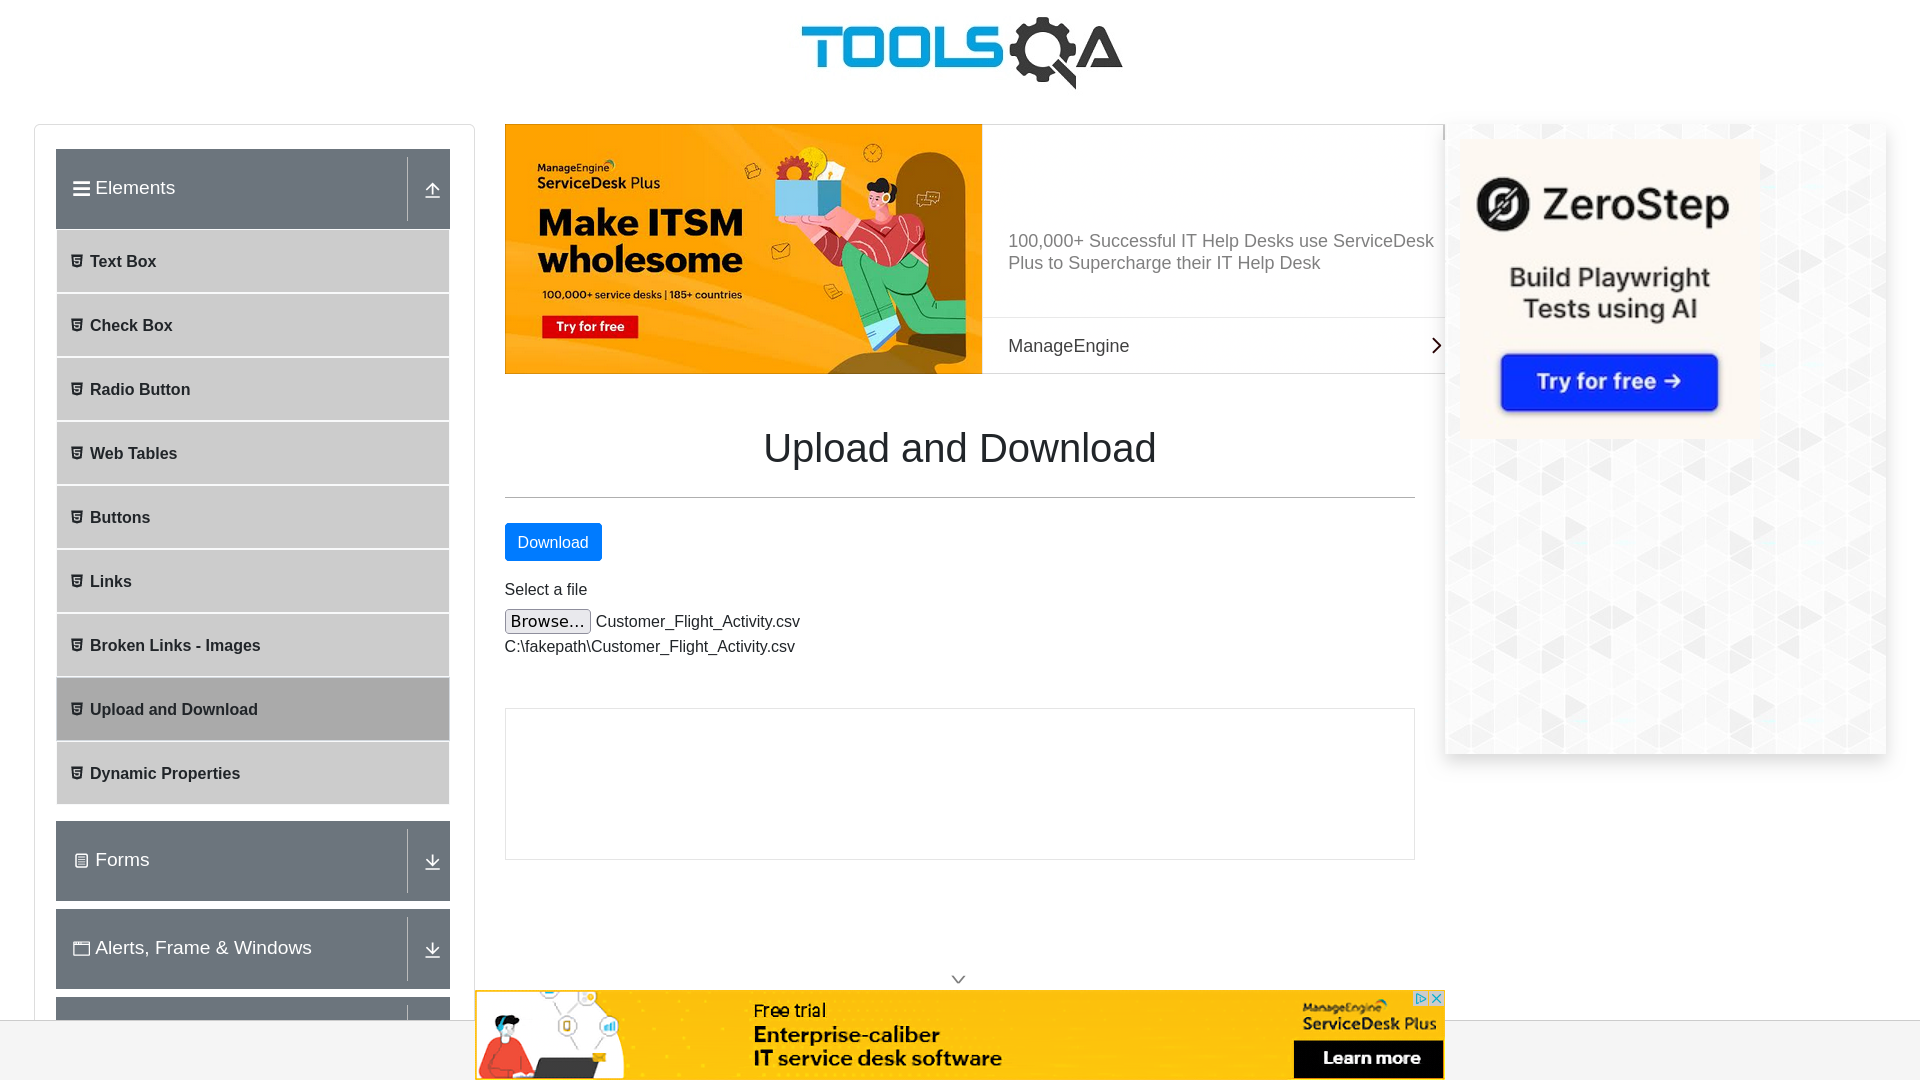 TOOLSQA
Elements
Text Box
Check Box
Radio Button
Web Tables
Buttons
Links
Broken Links - Images
Upload and Download
Dynamic Properties
Forms
Alerts, Frame & Windows
ManageEngine
ServiceDesk Plus
Make ITSM
wholesome
100,000+ service desks | 185+ countries
Try for free
100,000+ Successful IT Help Desks use ServiceDesk
Plus to Supercharge their IT Help Desk
ManageEngine
Upload and Download
Download
Select a file
Browse... Customer_Flight_Activity.csv
C:\fakepath\Customer_Flight_Activity.csv
ZeroStep
Build Playwright
Tests using AI
Try for free →
Free trial
Enterprise-caliber
IT service desk software
ManageEngine
ServiceDesk Plus
Learn more